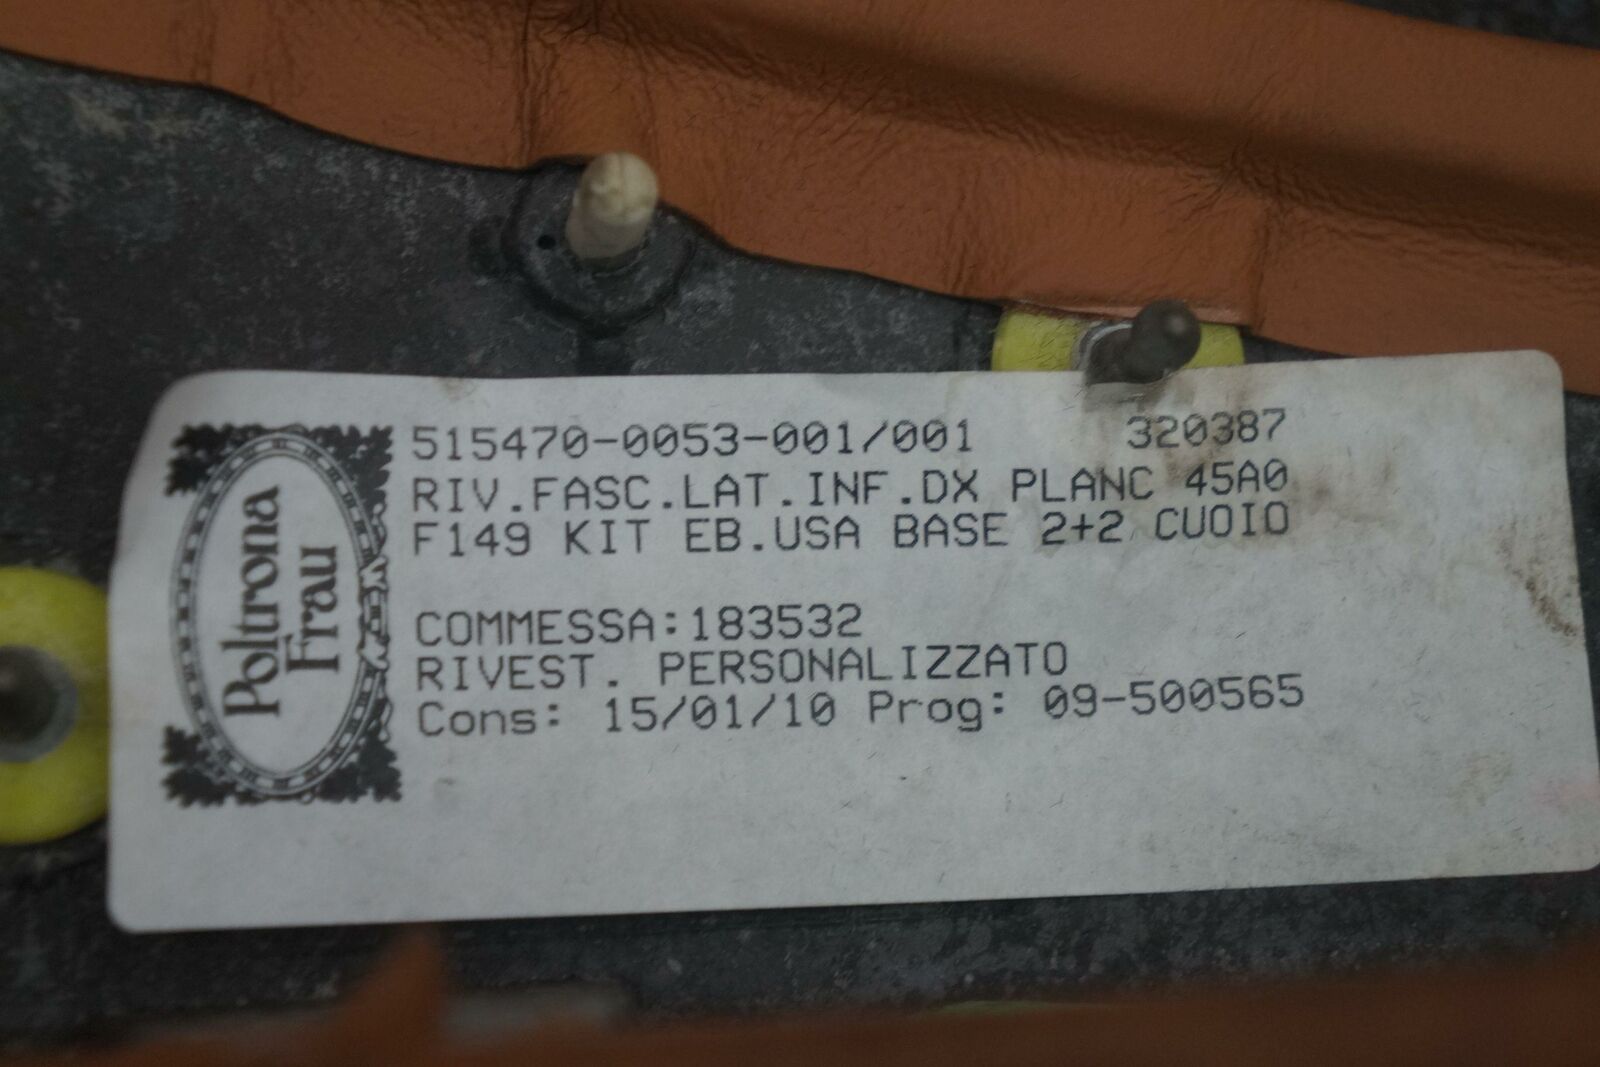 Poltrona
Frau
515470-0053-001/001 320387
RIV.FASC.LAT.INF.DX PLANC 45A0
F149 KIT EB.USA BASE 2+2 CUOIO
COMMESSA:183532
RIVEST. PERSONALIZZATO
Cons: 15/01/10 Prog: 09-500565